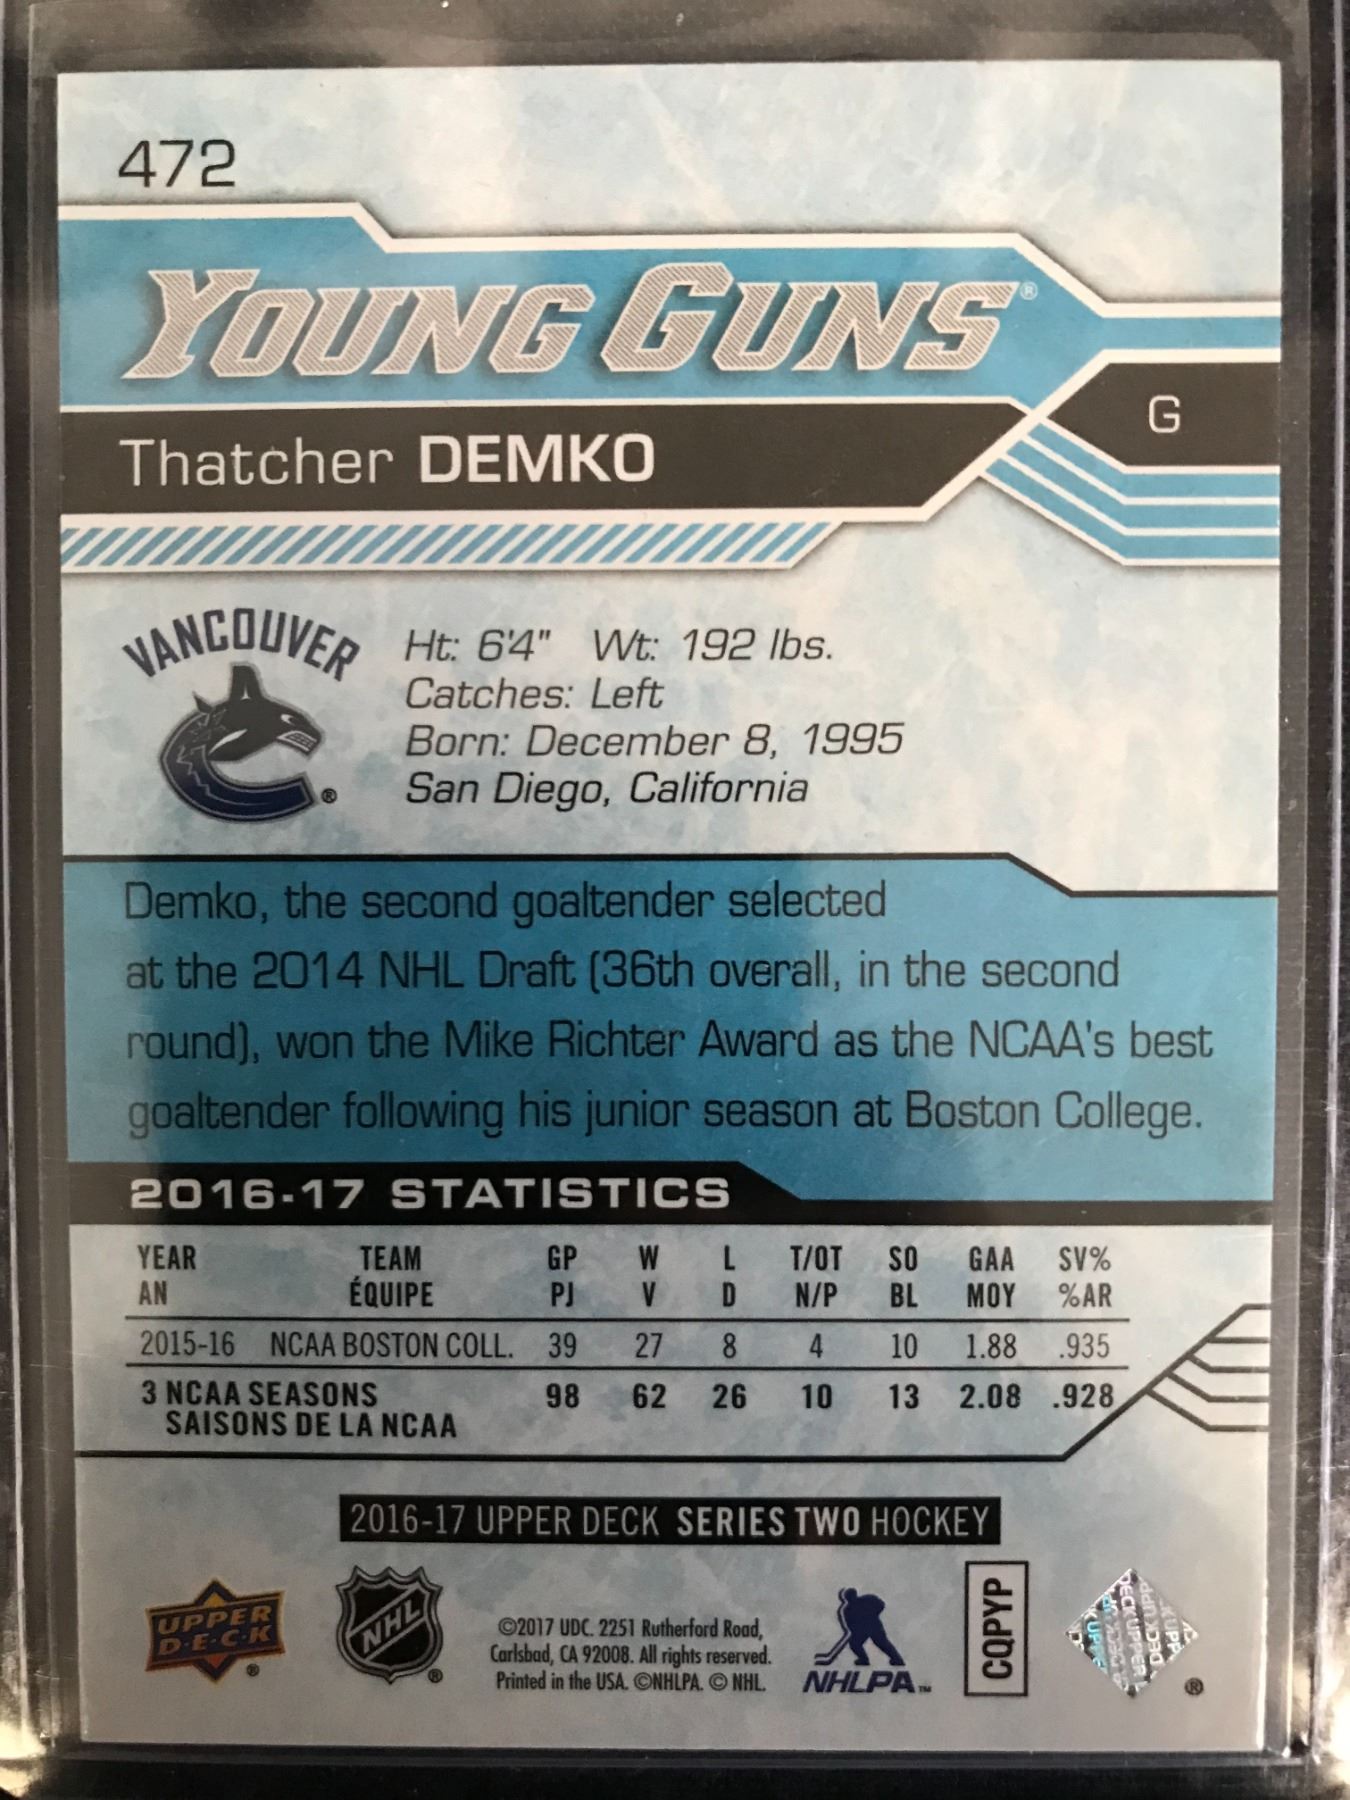 472
YOUNG GUNS®
G
Thatcher DEMKO
VANCOUVER
®
Ht: 6'4" Wt: 192 lbs.
Catches: Left
Born: December 8, 1995
San Diego, California
Demko, the second goaltender selected
at the 2014 NHL Draft (36th overall, in the second
round), won the Mike Richter Award as the NCAA's best
goaltender following his junior season at Boston College.
2016-17 STATISTICS
YEAR TEAM GP W L T/OT SO GAA SV%
AN ÉQUIPE PJ V D N/P BL MOY %AR
2015-16 NCAA BOSTON COLL. 39 27 8 4 10 1.88 .935
3 NCAA SEASONS 98 62 26 10 13 2.08 .928
SAISONS DE LA NCAA
2016-17 UPPER DECK SERIES TWO HOCKEY
UPPER
D·E·C·K
®
NHL
®
©2017 UDC. 2251 Rutherford Road,
Carlsbad, CA 92008. All rights reserved.
Printed in the USA. ©NHLPA. © NHL.
NHLPA™
CQPYP
®